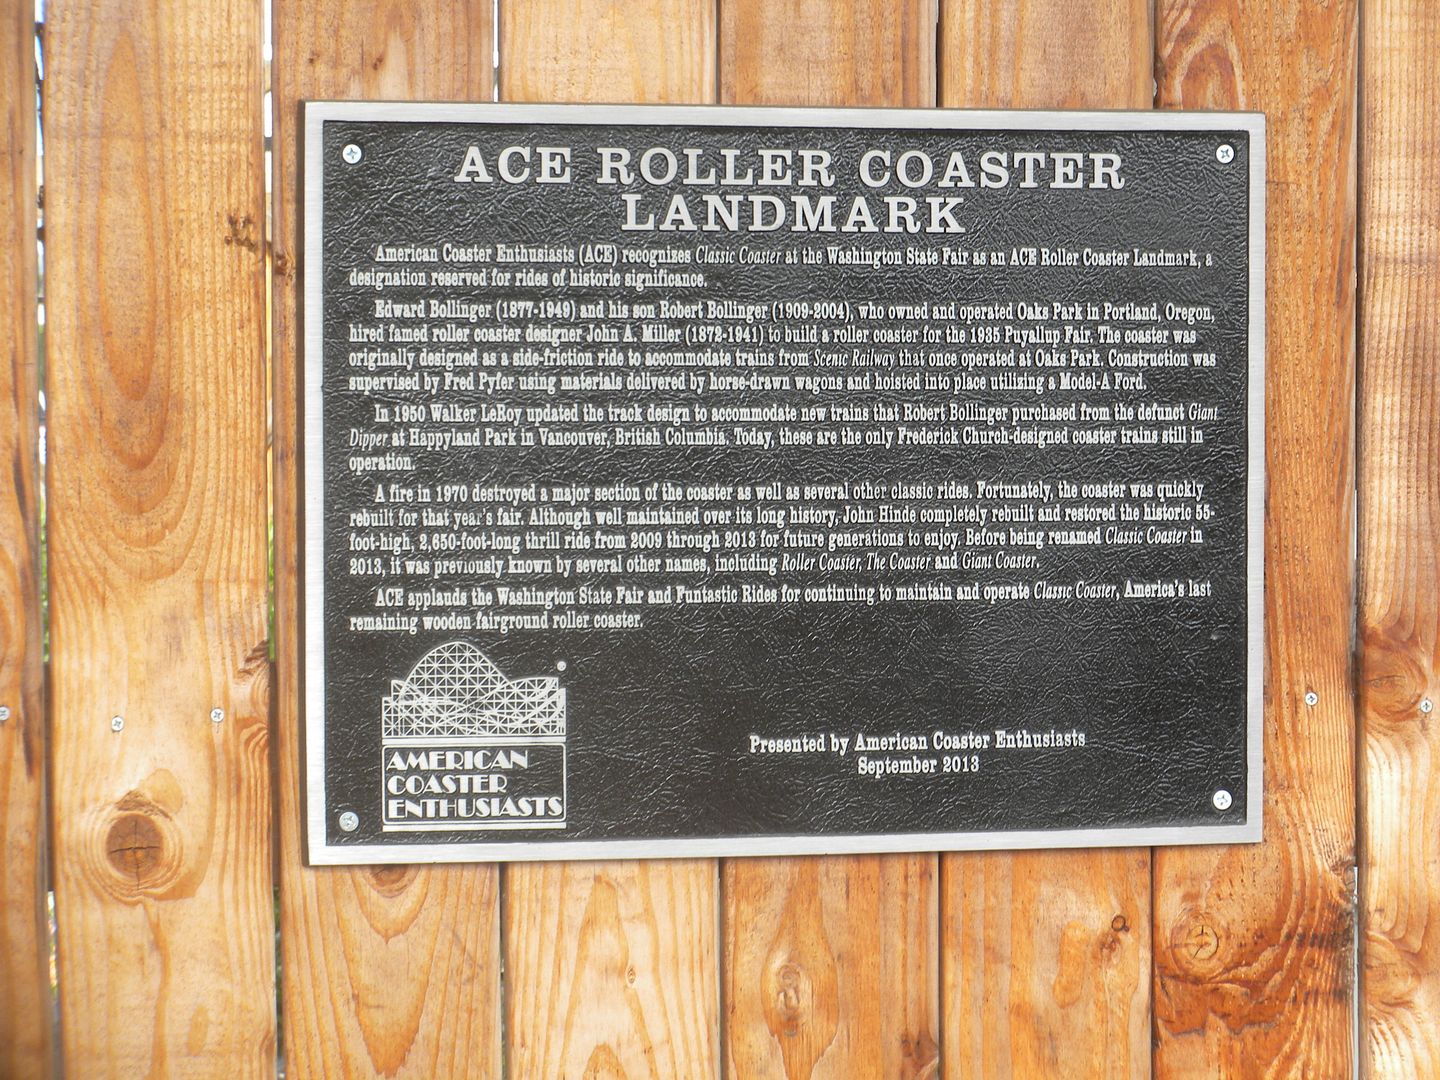 ACE ROLLER COASTER
LANDMARK
American Coaster Enthusiasts (ACE) recognizes Classic Coaster at the Washington State Fair as an ACE Roller Coaster Landmark, a
designation reserved for rides of historic significance.
Edward Bollinger (1877-1949) and his son Robert Bollinger (1909-2004), who owned and operated Oaks Park in Portland, Oregon,
hired famed roller coaster designer John A. Miller (1872-1941) to build a roller coaster for the 1935 Puyallup Fair. The coaster was
originally designed as a side-friction ride to accommodate trains from Scenic Railway that once operated at Oaks Park. Construction was
supervised by Fred Pyfer using materials delivered by horse-drawn wagons and hoisted into place utilizing a Model-A Ford.
In 1950 Walker LeRoy updated the track design to accommodate new trains that Robert Bollinger purchased from the defunct Giant
Dipper at Happyland Park in Vancouver, British Columbia. Today, these are the only Frederick Church-designed coaster trains still in
operation.
A fire in 1970 destroyed a major section of the coaster as well as several other classic rides. Fortunately, the coaster was quickly
rebuilt for that year's fair. Although well maintained over its long history, John Hinde completely rebuilt and restored the historic 55-
foot-high, 2,650-foot-long thrill ride from 2009 through 2013 for future generations to enjoy. Before being renamed Classic Coaster in
2013, it was previously known by several other names, including Roller Coaster, The Coaster and Giant Coaster.
ACE applauds the Washington State Fair and Funtastic Rides for continuing to maintain and operate Classic Coaster, America's last
remaining wooden fairground roller coaster.
AMERICAN
COASTER
ENTHUSIASTS
Presented by American Coaster Enthusiasts
September 2013